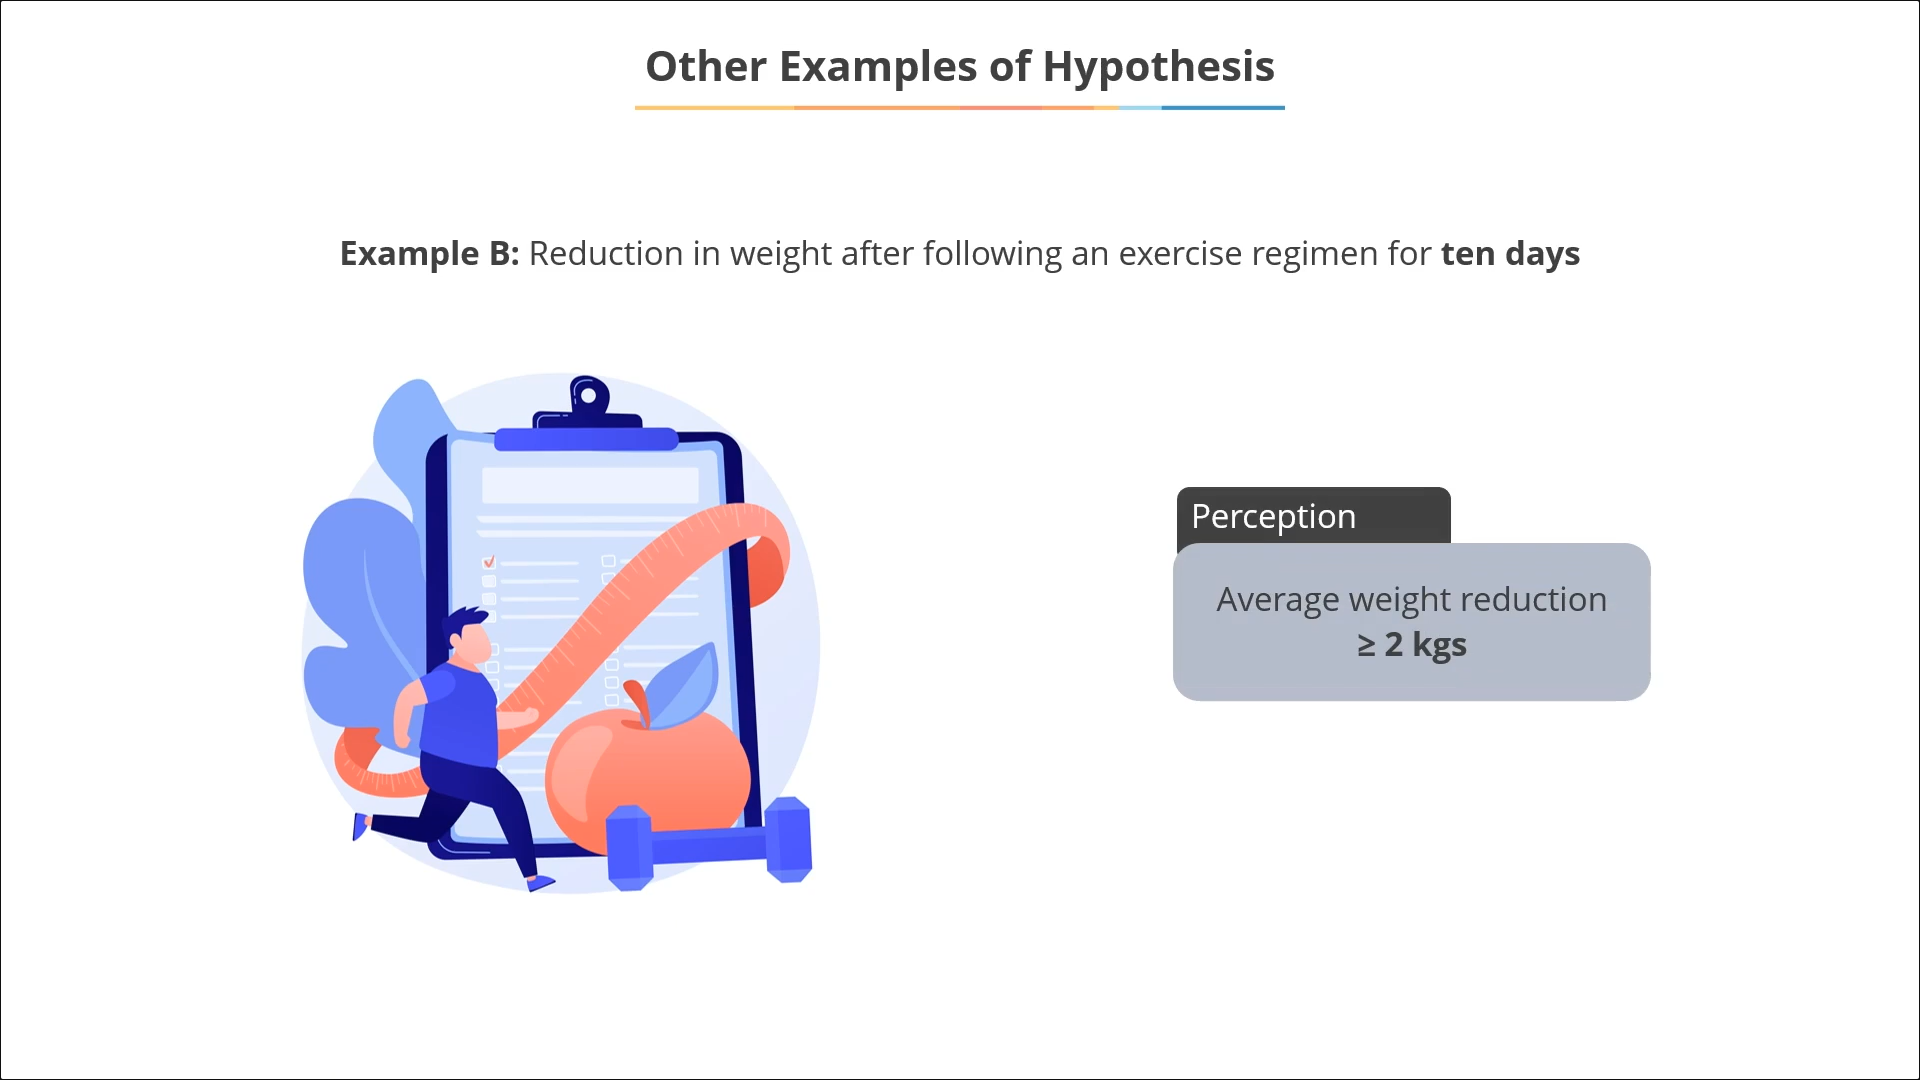 Other Examples of Hypothesis
Example B: Reduction in weight after following an exercise regimen for ten days
Perception
Average weight reduction
≥ 2 kgs